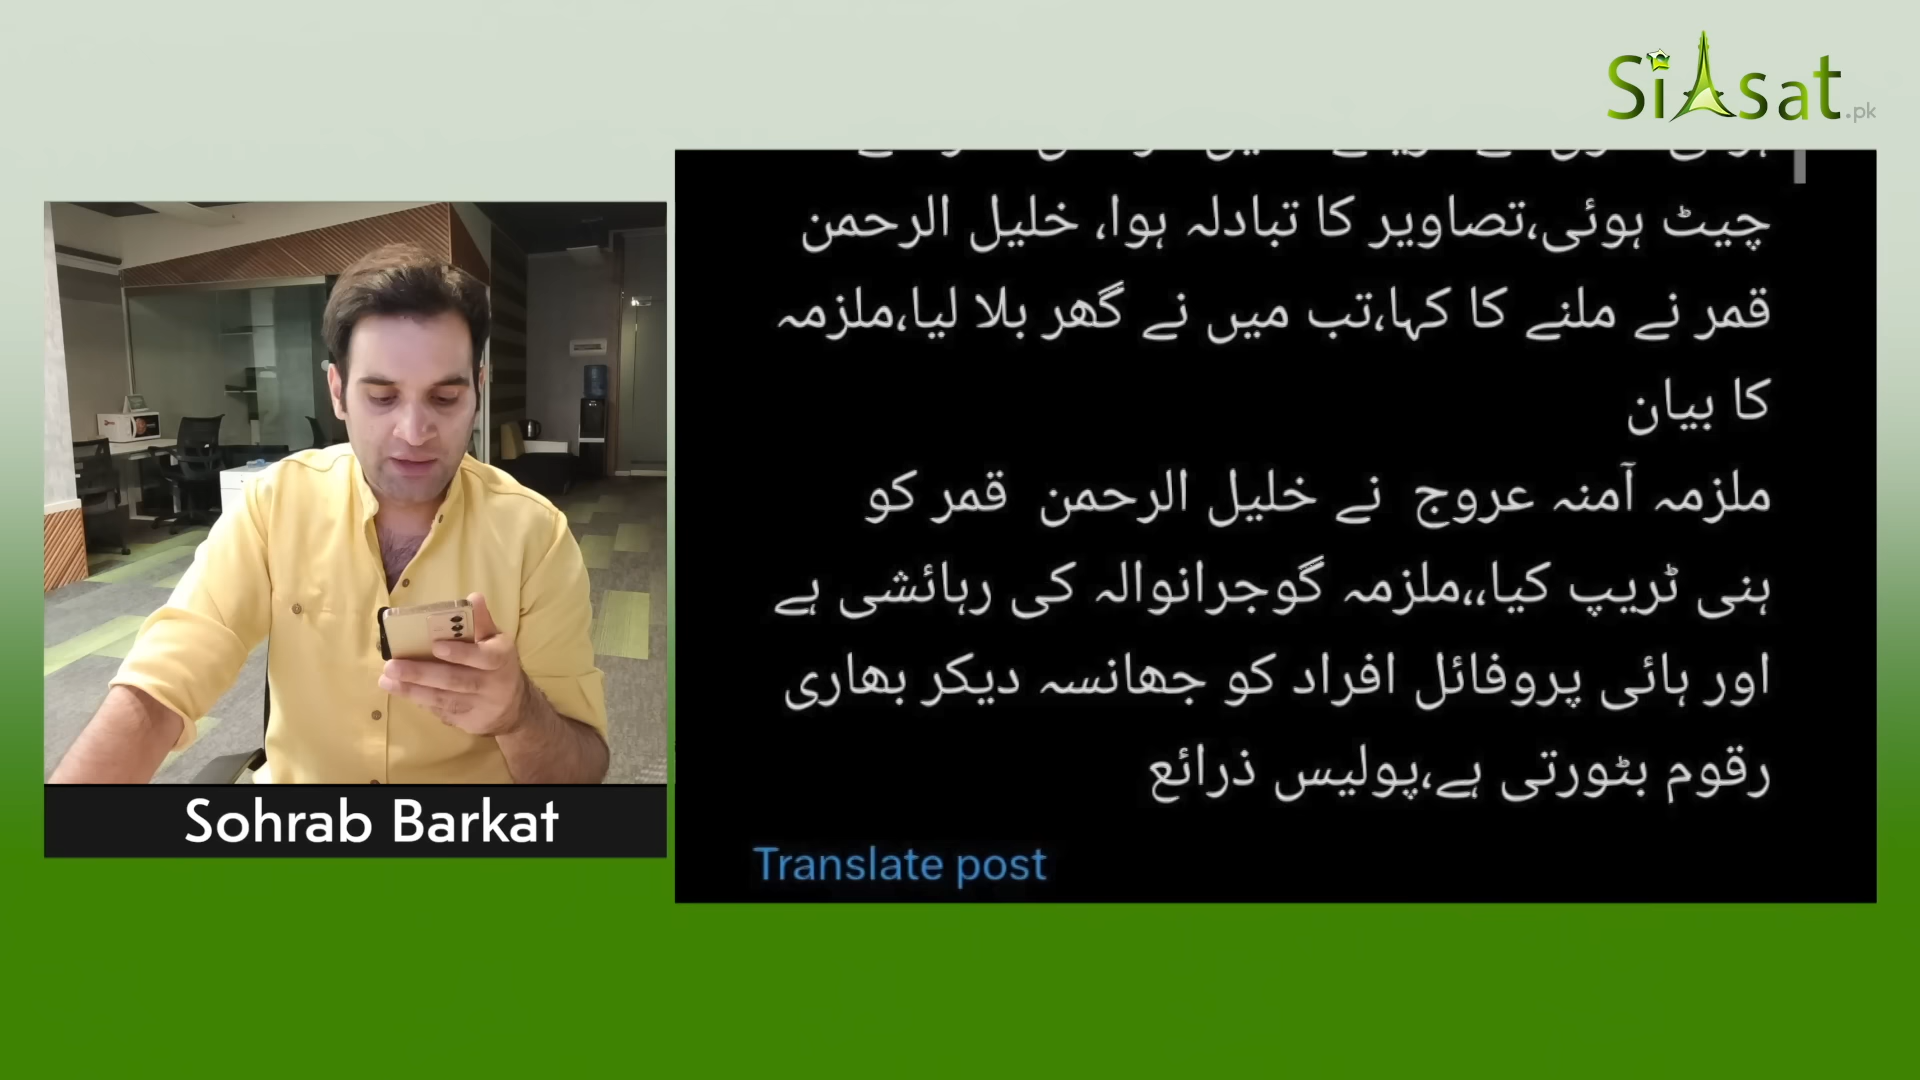 SiAsat.pk
چیٹ ہوئی،تصاویر کا تبادلہ ہوا، خلیل الرحمن
قمر نے ملنے کا کہا،تب میں نے گھر بلا لیا،ملزمہ
کا بیان
ملزمہ آمنہ عروج نے خلیل الرحمن قمر کو
ہنی ٹریپ کیا،،ملزمہ گوجرانوالہ کی رہائشی ہے
اور ہائی پروفائل افراد کو جھانسہ دیکر بھاری
رقوم بٹورتی ہے،پولیس ذرائع
Translate post
Sohrab Barkat